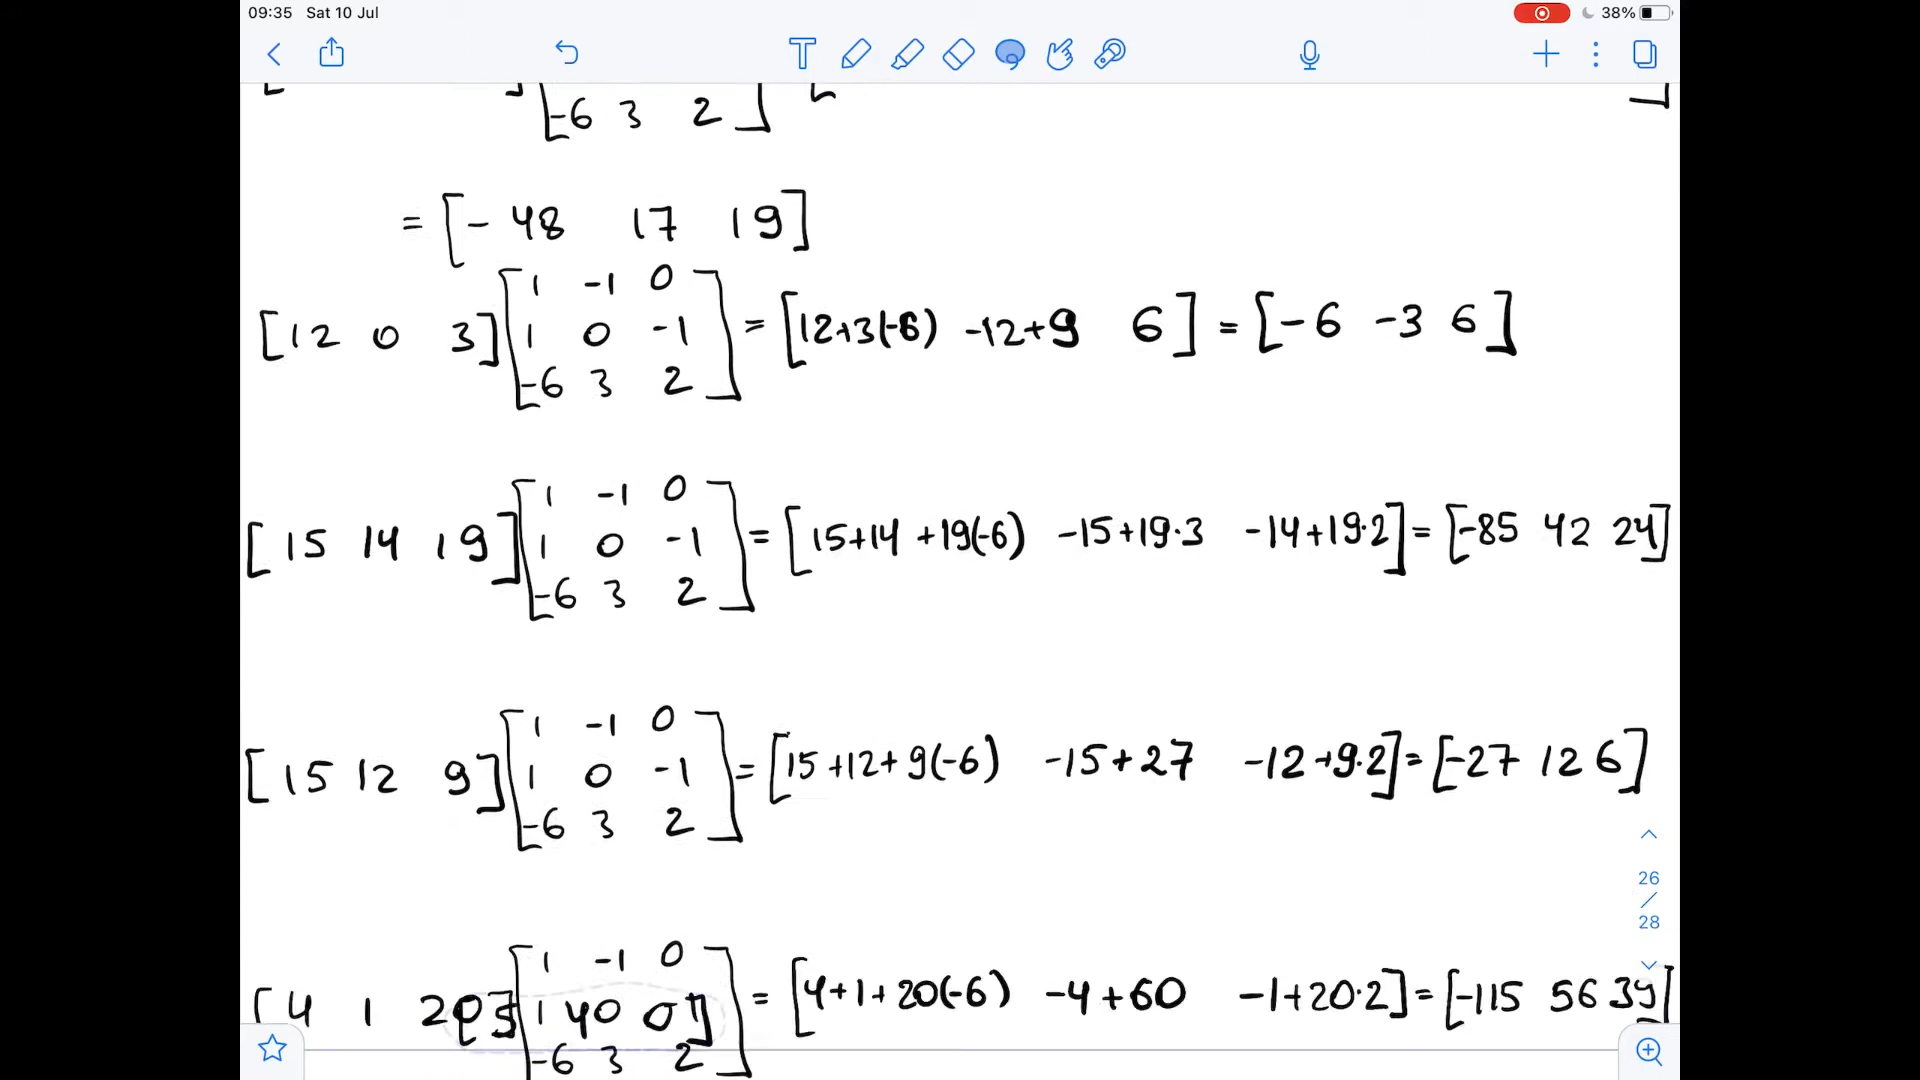 09:35 Sat 10 Jul 38%
T
-6 3 2
= [- 48 17 19]
1 -1 0
[12 0 3] 1 0 -1 = [12+3(-6) -12+9 6] = [-6 -3 6]
-6 3 2
1 -1 0
[15 14 19] 1 0 -1 = [15+14 +19(-6) -15+19·3 -14+19·2] = [-85 42 24]
-6 3 2
1 -1 0
[15 12 9] 1 0 -1 = [15+12+9(-6) -15+27 -12+9·2] = [-27 12 6]
-6 3 2
26
/
28
1 -1 0
[4 1 20] 1 40 0 = [4+1+20(-6) -4+60 -1+20·2] = [-115 56 39]
-6 3 2